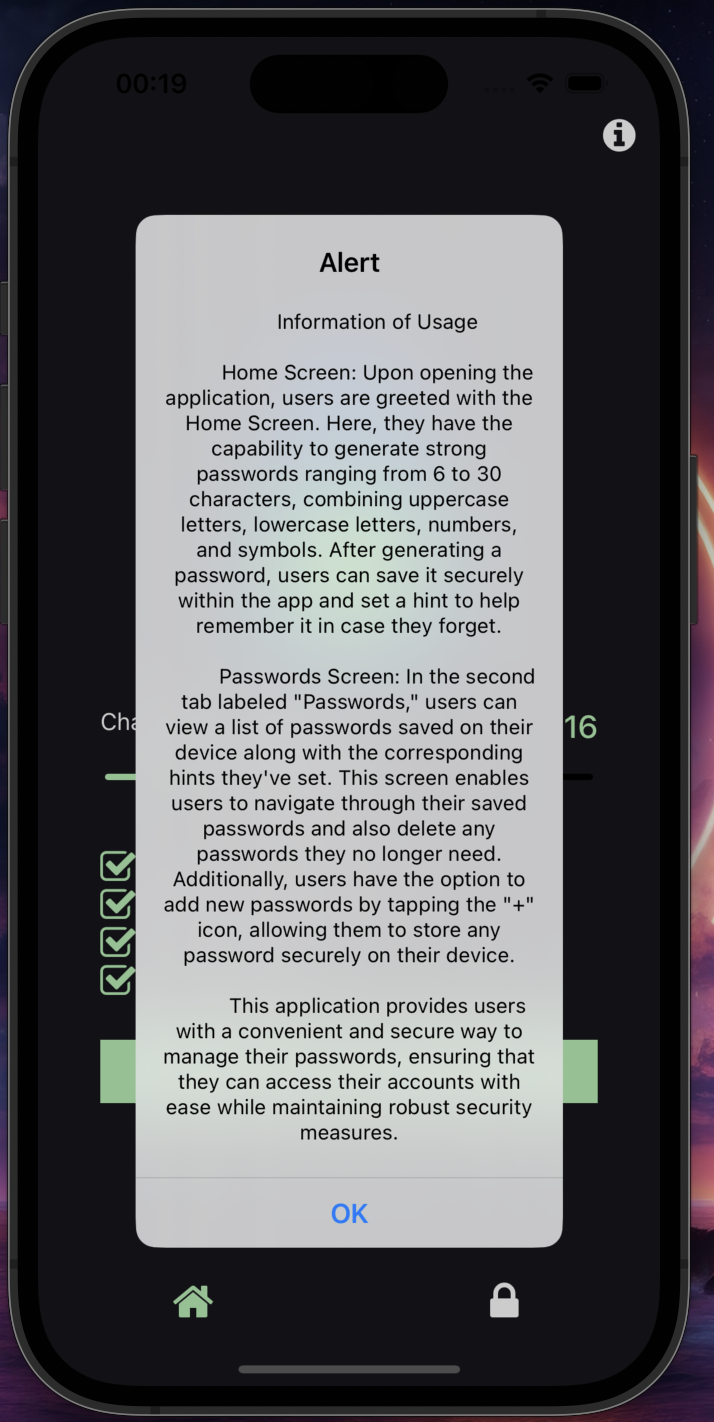 00:19
Alert
Information of Usage
Home Screen: Upon opening the
application, users are greeted with the
Home Screen. Here, they have the
capability to generate strong
passwords ranging from 6 to 30
characters, combining uppercase
letters, lowercase letters, numbers,
and symbols. After generating a
password, users can save it securely
within the app and set a hint to help
remember it in case they forget.
Passwords Screen: In the second
tab labeled "Passwords," users can
view a list of passwords saved on their
device along with the corresponding
hints they've set. This screen enables
users to navigate through their saved
passwords and also delete any
passwords they no longer need.
Additionally, users have the option to
add new passwords by tapping the "+"
icon, allowing them to store any
password securely on their device.
This application provides users
with a convenient and secure way to
manage their passwords, ensuring that
they can access their accounts with
ease while maintaining robust security
measures.
OK
Cha 16